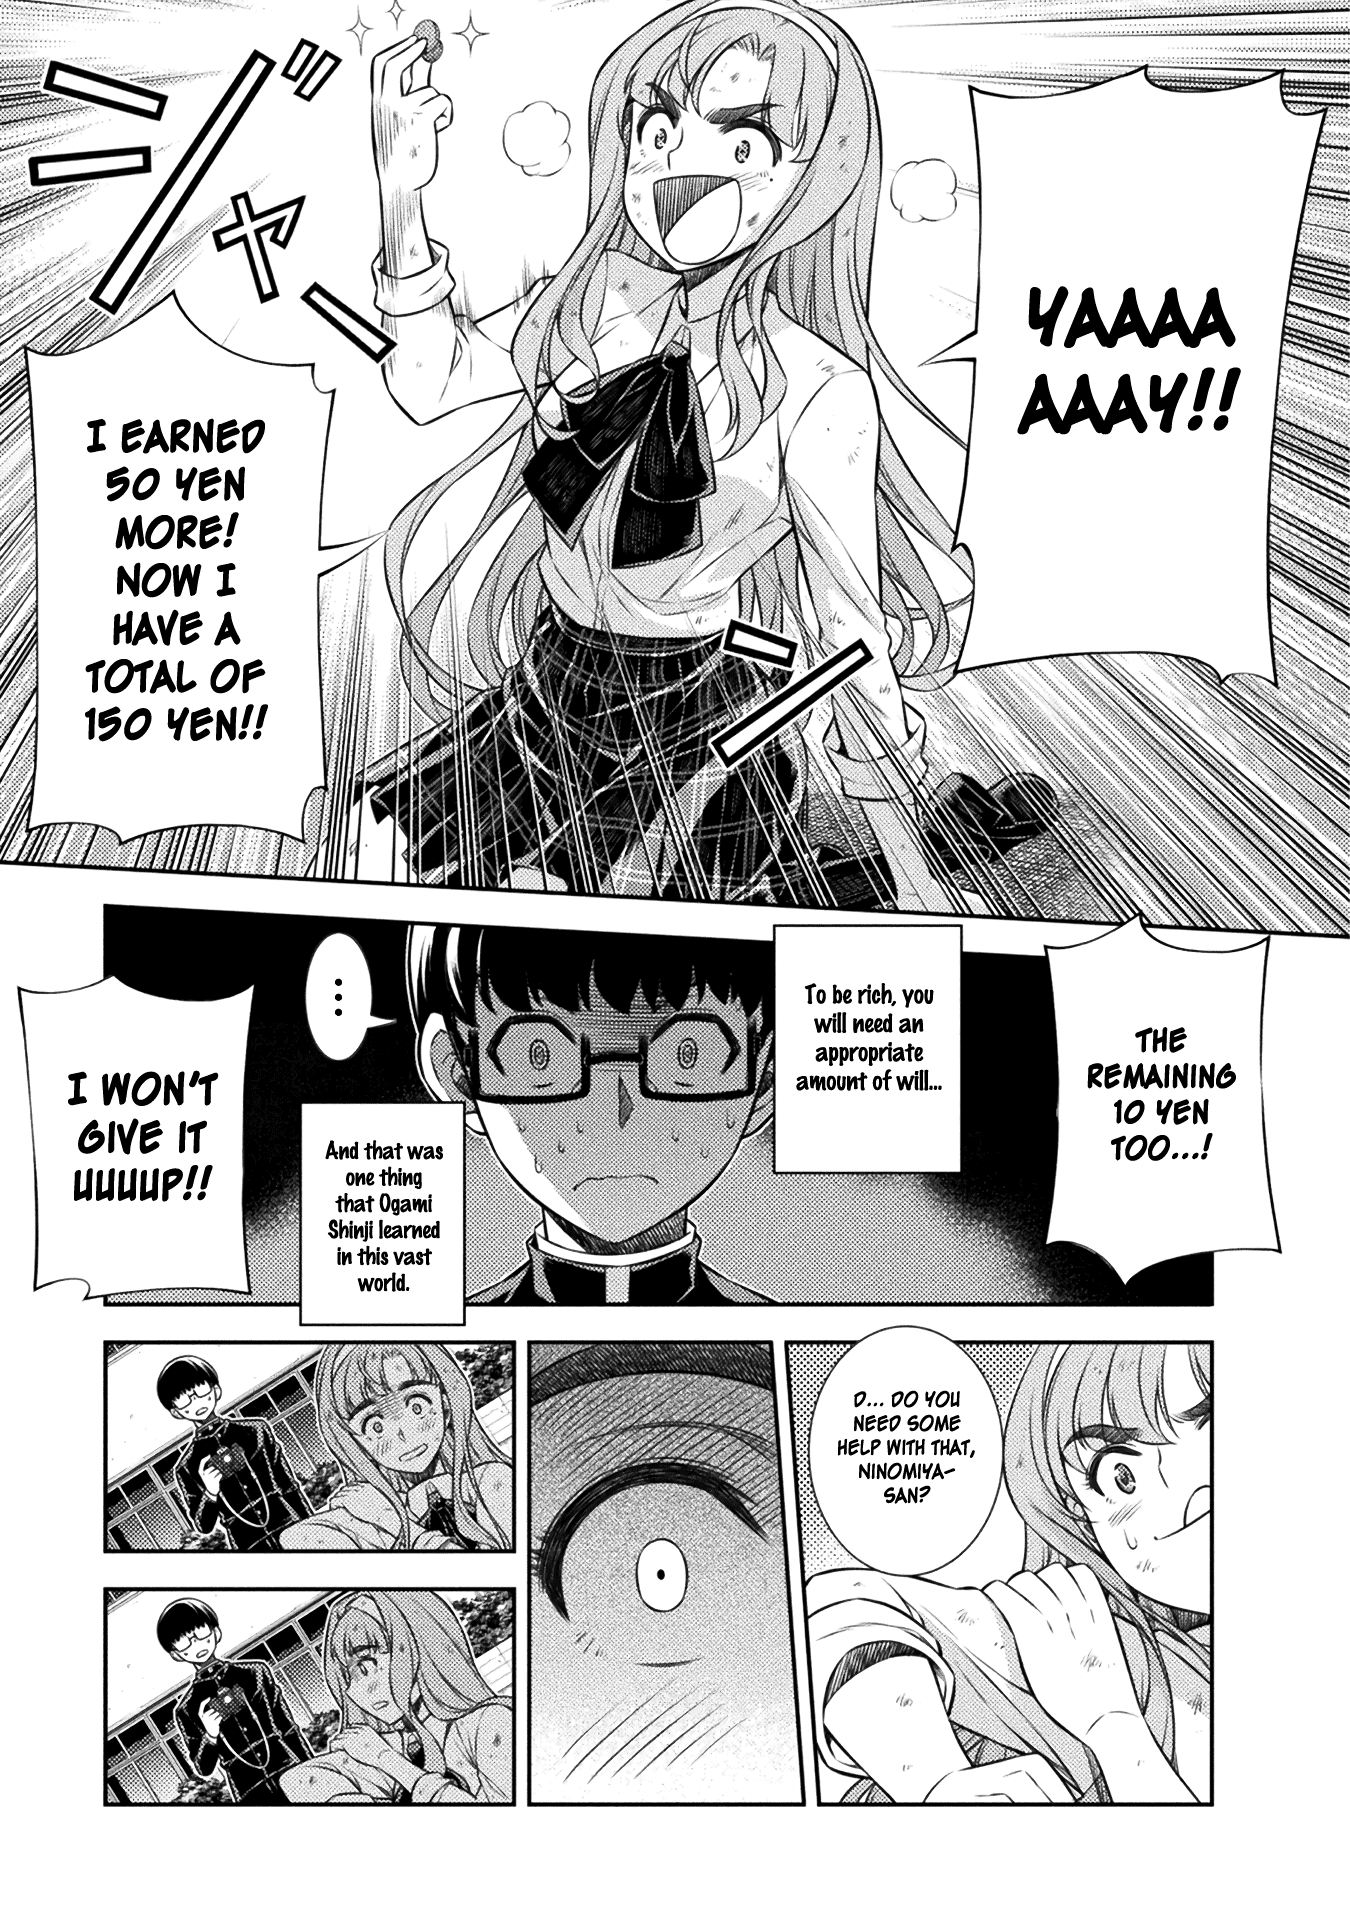 YAAAA
AAAY!!
I EARNED
50 YEN
MORE!
NOW I
HAVE A
TOTAL OF
150 YEN!!
ジャーンッ
THE
REMAINING
10 YEN
TOO...!
To be rich, you
will need an
appropriate
amount of will...
...
And that was
one thing
that Ogami
Shinji learned
in this vast
world.
I WON'T
GIVE IT
UUUUP!!
D... DO YOU
NEED SOME
HELP WITH THAT,
NINOMIYA-
SAN?